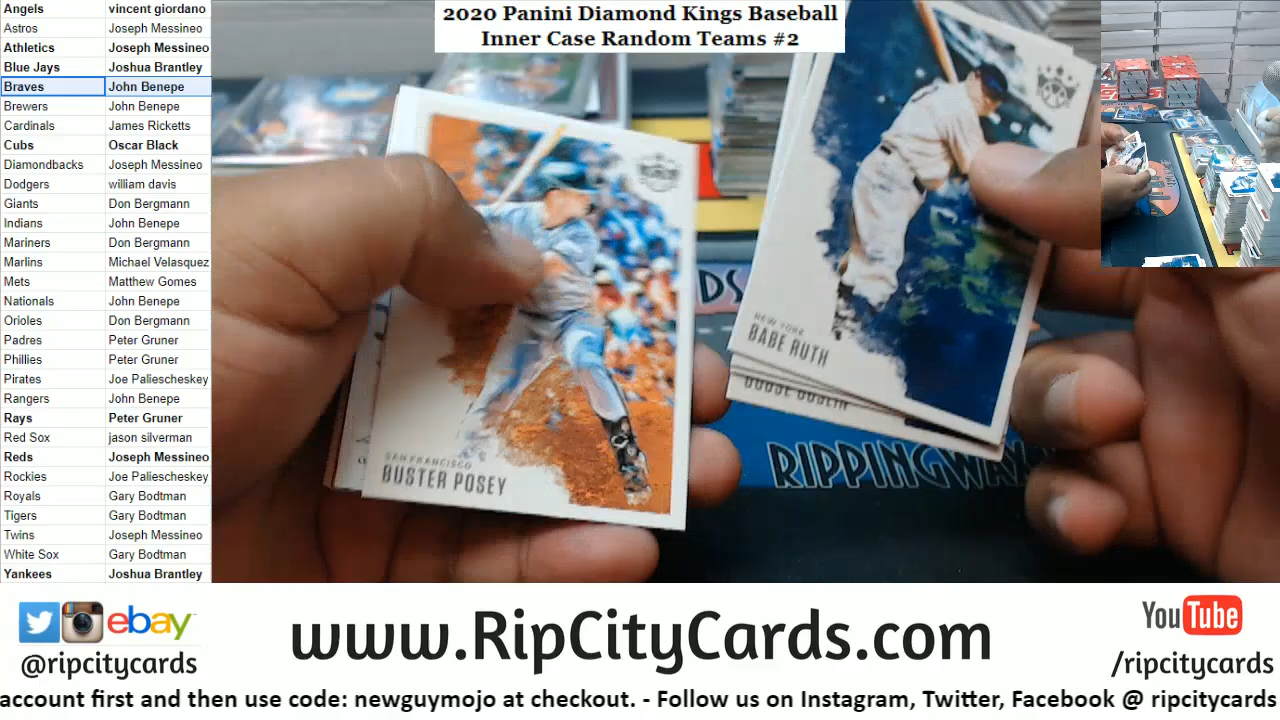 2020 Panini Diamond Kings Baseball
Inner Case Random Teams #2
Angels vincent giordano
Astros Joseph Messineo
Athletics Joseph Messineo
Blue Jays Joshua Brantley
Braves John Benepe
Brewers John Benepe
Cardinals James Ricketts
Cubs Oscar Black
Diamondbacks Joseph Messineo
Dodgers william davis
Giants Don Bergmann
Indians John Benepe
Mariners Don Bergmann
Marlins Michael Velasquez
Mets Matthew Gomes
Nationals John Benepe
Orioles Don Bergmann
Padres Peter Gruner
Phillies Peter Gruner
Pirates Joe Paliescheskey
Rangers John Benepe
Rays Peter Gruner
Red Sox jason silverman
Reds Joseph Messineo
Rockies Joe Paliescheskey
Royals Gary Bodtman
Tigers Gary Bodtman
Twins Joseph Messineo
White Sox Gary Bodtman
Yankees Joshua Brantley
SAN FRANCISCO
BUSTER POSEY
NEW YORK
BABE RUTH
GOOSE GOSLIN
DS
RIPPINGWAX
ebay
@ripcitycards
www.RipCityCards.com
YouTube
/ripcitycards
account first and then use code: newguymojo at checkout. - Follow us on Instagram, Twitter, Facebook @ ripcitycards